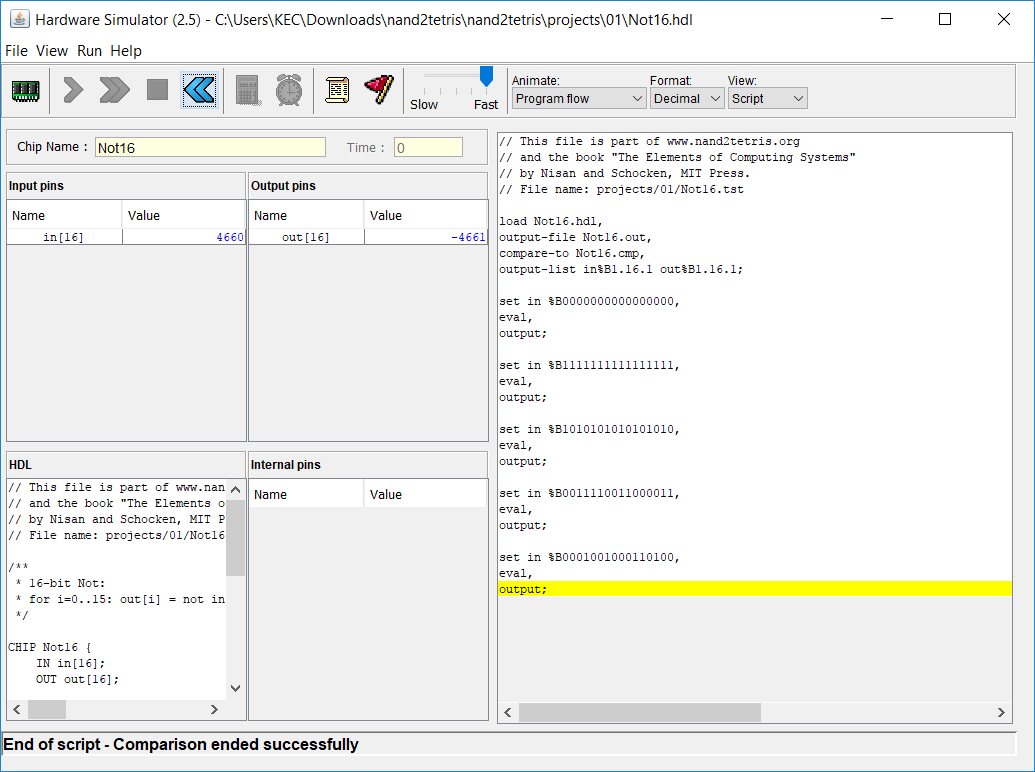 Hardware Simulator (2.5) - C:\Users\KEC\Downloads\nand2tetris\nand2tetris\projects\01\Not16.hdl
File View Run Help
Slow Fast
Animate: Format: View:
Program flow Decimal Script
Chip Name : Not16 Time : 0
Input pins
Name Value
in[16] 4660
Output pins
Name Value
out[16] -4661
HDL
// This file is part of www.nan
// and the book "The Elements o
// by Nisan and Schocken, MIT P
// File name: projects/01/Not16
/**
* 16-bit Not:
* for i=0..15: out[i] = not in
*/
CHIP Not16 {
IN in[16];
OUT out[16];
Internal pins
Name Value
// This file is part of www.nand2tetris.org
// and the book "The Elements of Computing Systems"
// by Nisan and Schocken, MIT Press.
// File name: projects/01/Not16.tst
load Not16.hdl,
output-file Not16.out,
compare-to Not16.cmp,
output-list in%B1.16.1 out%B1.16.1;
set in %B0000000000000000,
eval,
output;
set in %B1111111111111111,
eval,
output;
set in %B1010101010101010,
eval,
output;
set in %B0011110011000011,
eval,
output;
set in %B0001001000110100,
eval,
output;
End of script - Comparison ended successfully